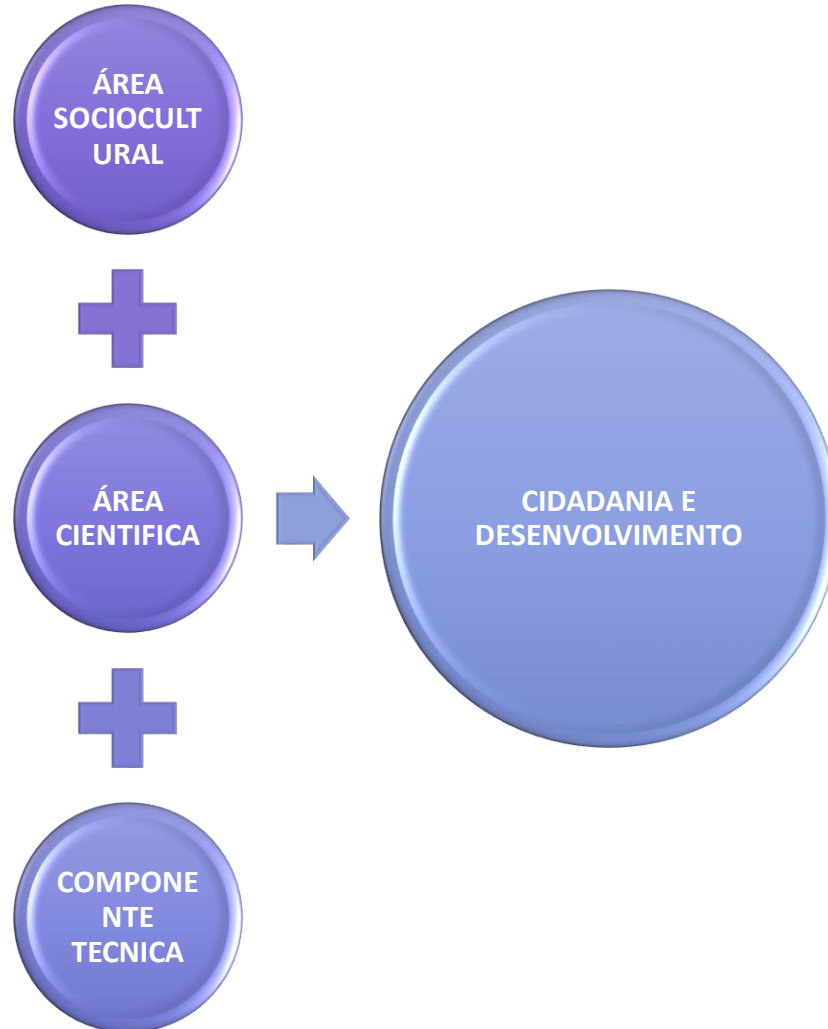 ÁREA
SOCIOCULT
URAL
ÁREA
CIENTIFICA
COMPONE
NTE
TECNICA
CIDADANIA E
DESENVOLVIMENTO